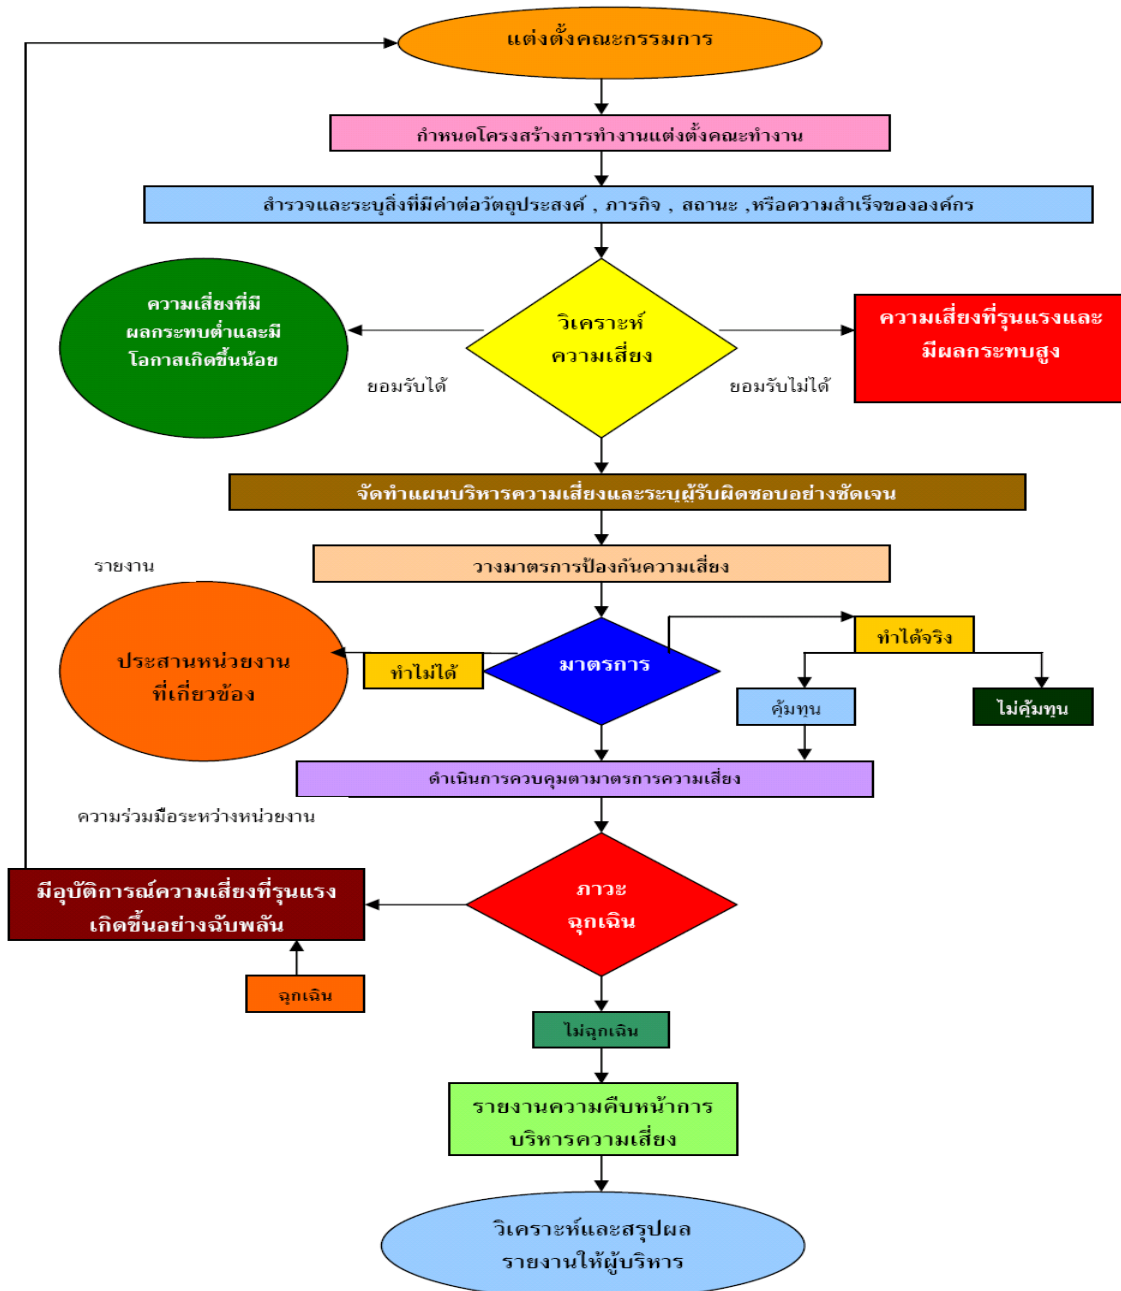 แต่งตั้งคณะกรรมการ
กำหนดโครงสร้างการทำงานแต่งตั้งคณะทำงาน
สำรวจและระบุสิ่งที่มีค่าต่อวัตถุประสงค์ , ภารกิจ , สถานะ ,หรือความสำเร็จขององค์กร
ความเสี่ยงที่มี
ผลกระทบต่ำและมี
โอกาสเกิดขึ้นน้อย
วิเคราะห์
ความเสี่ยง
ความเสี่ยงที่รุนแรงและ
มีผลกระทบสูง
ยอมรับได้
ยอมรับไม่ได้
จัดทำแผนบริหารความเสี่ยงและระบุผู้รับผิดชอบอย่างชัดเจน
วางมาตรการป้องกันความเสี่ยง
รายงาน
ประสานหน่วยงาน
ที่เกี่ยวข้อง
ทำไม่ได้
มาตรการ
ทำได้จริง
คุ้มทุน
ไม่คุ้มทุน
ดำเนินการควบคุมตามาตรการความเสี่ยง
ความร่วมมือระหว่างหน่วยงาน
มีอุบัติการณ์ความเสี่ยงที่รุนแรง
เกิดขึ้นอย่างฉับพลัน
ภาวะ
ฉุกเฉิน
ฉุกเฉิน
ไม่ฉุกเฉิน
รายงานความคืบหน้าการ
บริหารความเสี่ยง
วิเคราะห์และสรุปผล
รายงานให้ผู้บริหาร